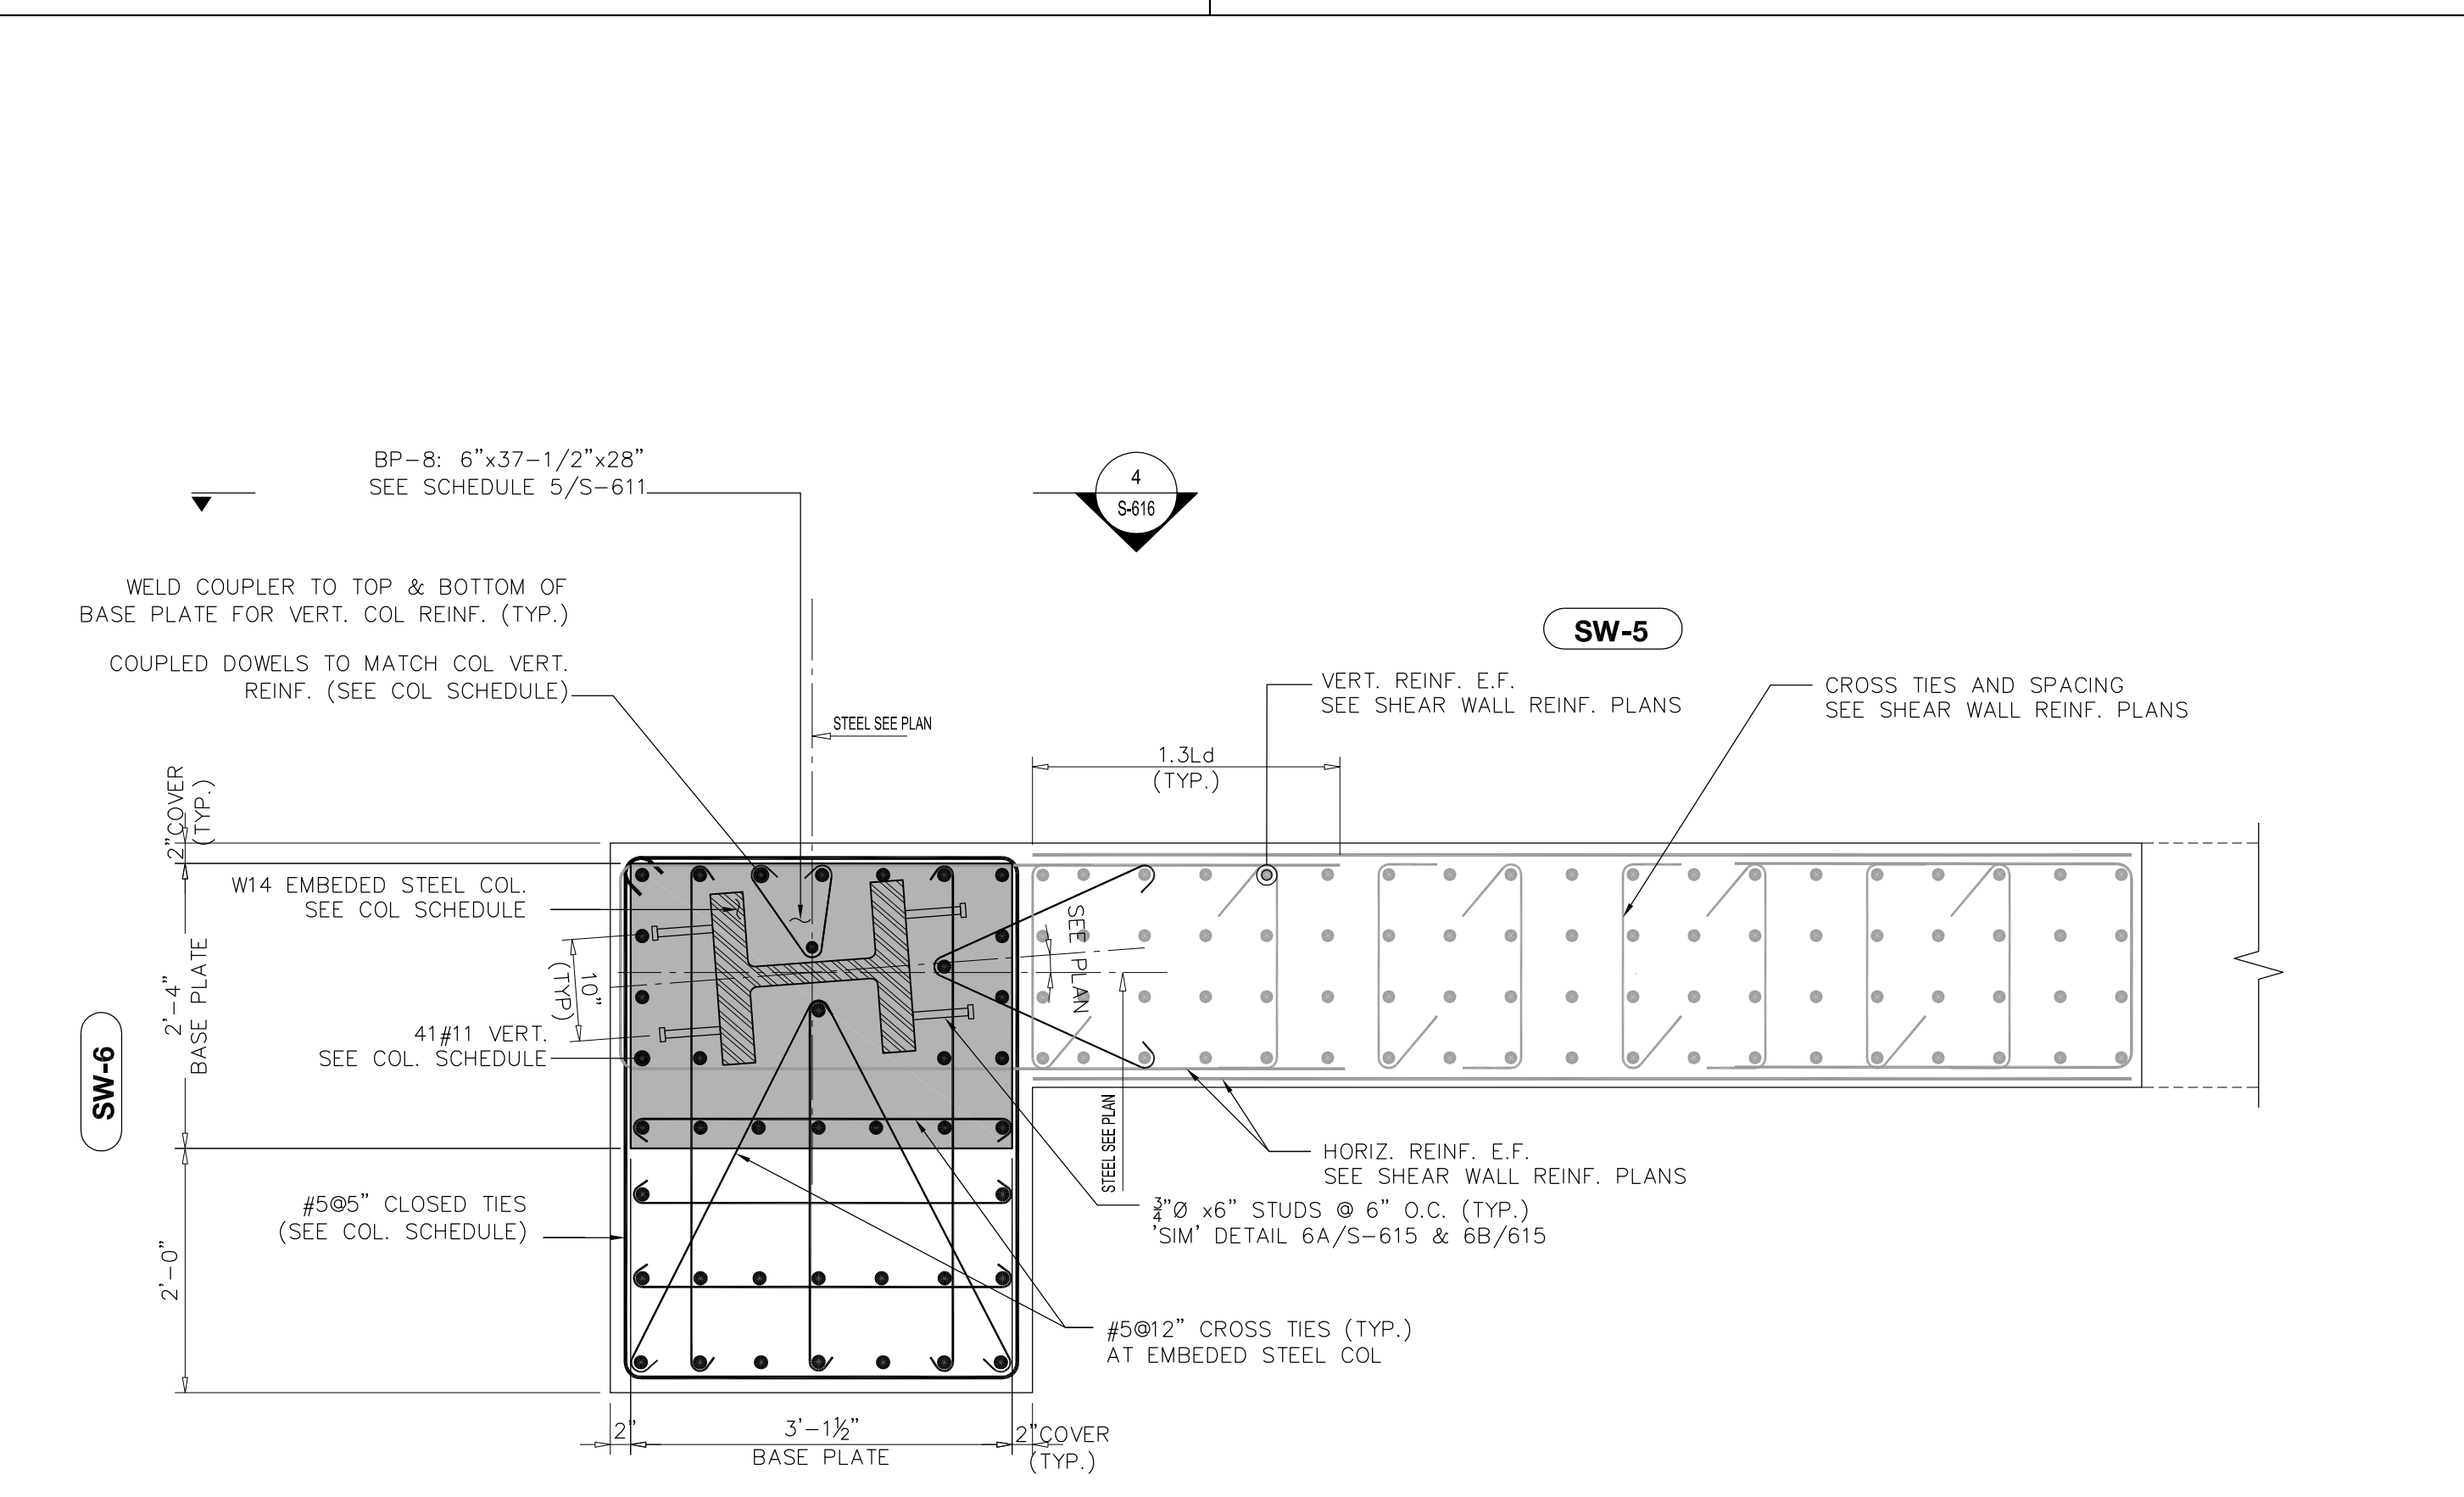 BP-8: 6"x37-1/2"x28"
SEE SCHEDULE 5/S-611
4
S-616
WELD COUPLER TO TOP & BOTTOM OF
BASE PLATE FOR VERT. COL REINF. (TYP.)
SW-5
COUPLED DOWELS TO MATCH COL VERT.
REINF. (SEE COL SCHEDULE)
VERT. REINF. E.F.
SEE SHEAR WALL REINF. PLANS
CROSS TIES AND SPACING
SEE SHEAR WALL REINF. PLANS
STEEL SEE PLAN
1.3Ld
(TYP.)
2"COVER
(TYP.)
W14 EMBEDED STEEL COL.
SEE COL SCHEDULE
SEE PLAN
2'-4"
BASE PLATE
10"
(TYP)
41#11 VERT.
SEE COL. SCHEDULE
SW-6
STEEL SEE PLAN
HORIZ. REINF. E.F.
SEE SHEAR WALL REINF. PLANS
#5@5" CLOSED TIES
(SEE COL. SCHEDULE)
3/4"Ø x6" STUDS @ 6" O.C. (TYP.)
'SIM' DETAIL 6A/S-615 & 6B/615
2'-0"
#5@12" CROSS TIES (TYP.)
AT EMBEDED STEEL COL
2"
3'-1½"
BASE PLATE
2"COVER
(TYP.)